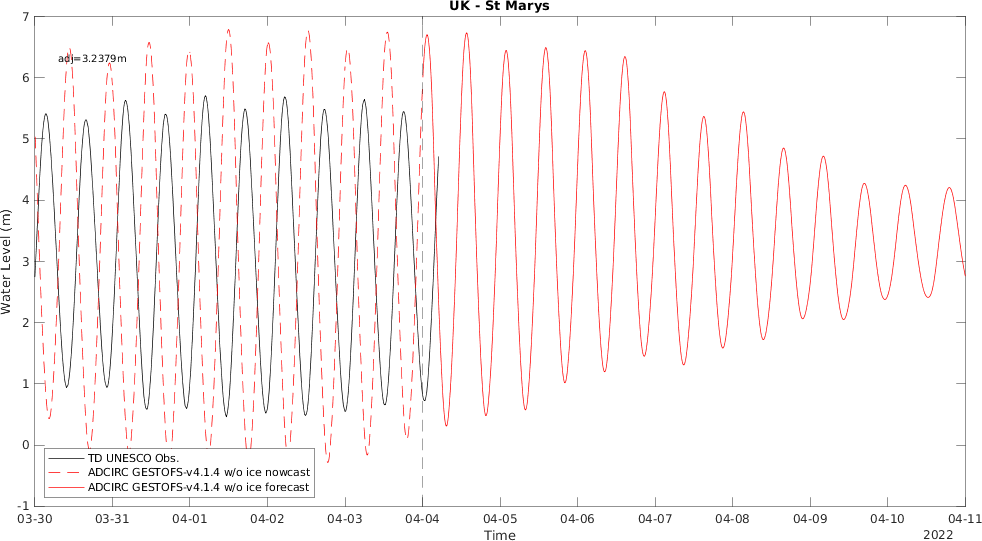 UK - St Marys
adj=3.2379m
Water Level (m)
7
6
5
4
3
2
1
0
-1
TD UNESCO Obs.
ADCIRC GESTOFS-v4.1.4 w/o ice nowcast
ADCIRC GESTOFS-v4.1.4 w/o ice forecast
03-30 03-31 04-01 04-02 04-03 04-04 04-05 04-06 04-07 04-08 04-09 04-10 04-11
Time
2022